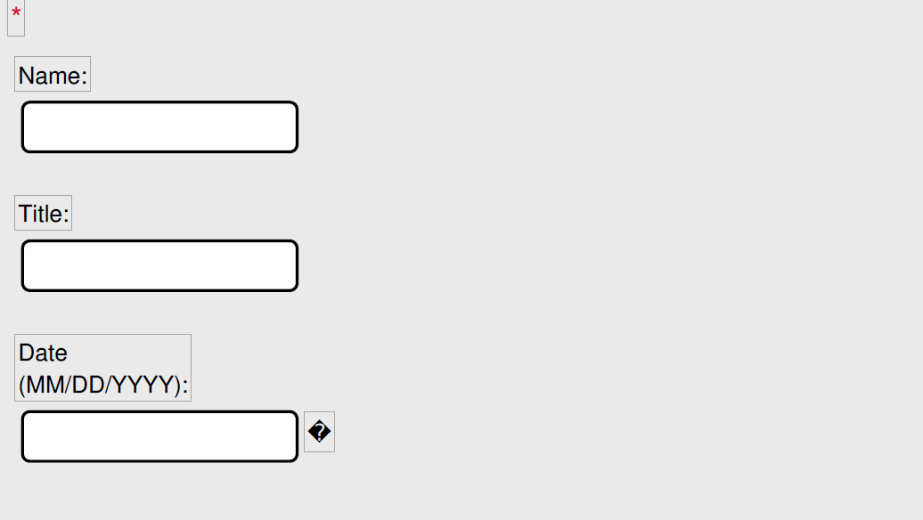 *
Name:
Title:
Date
(MM/DD/YYYY):
�